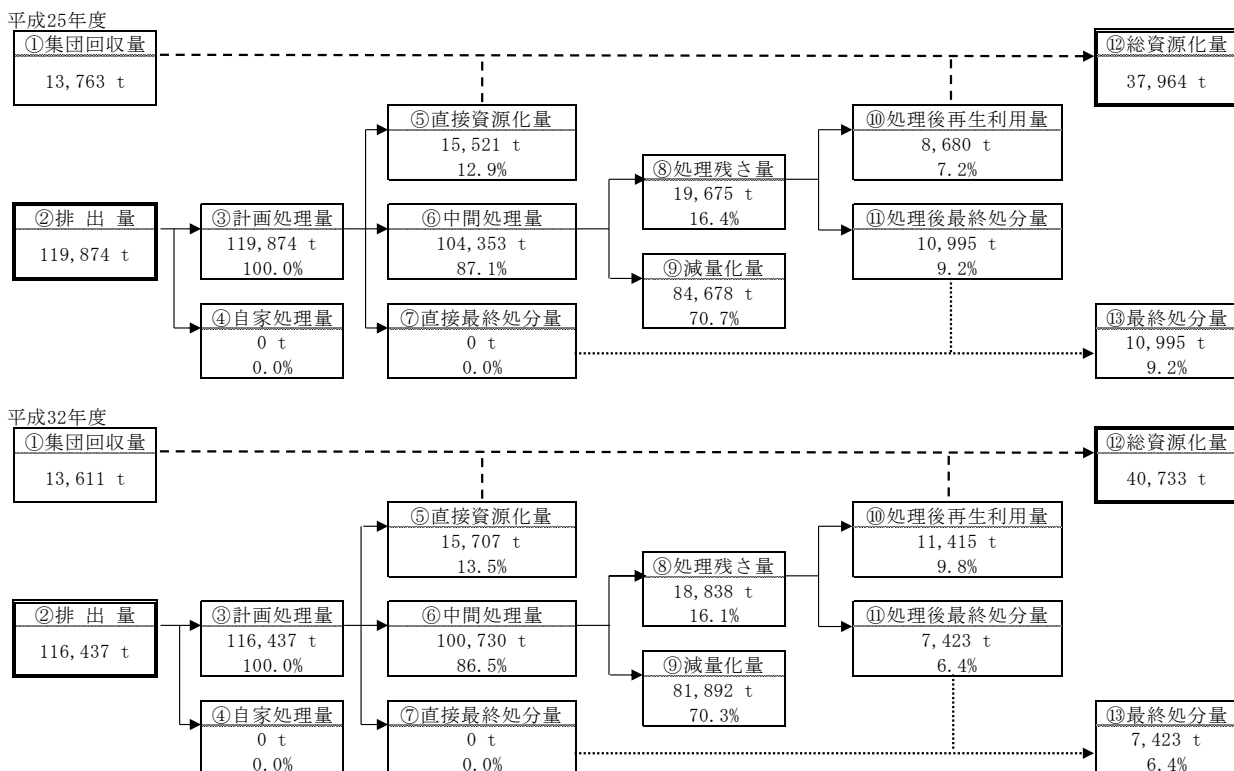 平成25年度
①集団回収量
13,763 t
⑫総資源化量
37,964 t
⑤直接資源化量
15,521 t
12.9%
⑩処理後再生利用量
8,680 t
7.2%
⑧処理残さ量
19,675 t
16.4%
②排 出 量
119,874 t
③計画処理量
119,874 t
100.0%
⑥中間処理量
104,353 t
87.1%
⑪処理後最終処分量
10,995 t
9.2%
⑨減量化量
84,678 t
70.7%
④自家処理量
0 t
0.0%
⑦直接最終処分量
0 t
0.0%
⑬最終処分量
10,995 t
9.2%
平成32年度
①集団回収量
13,611 t
⑫総資源化量
40,733 t
⑤直接資源化量
15,707 t
13.5%
⑩処理後再生利用量
11,415 t
9.8%
⑧処理残さ量
18,838 t
16.1%
②排 出 量
116,437 t
③計画処理量
116,437 t
100.0%
⑥中間処理量
100,730 t
86.5%
⑪処理後最終処分量
7,423 t
6.4%
⑨減量化量
81,892 t
70.3%
④自家処理量
0 t
0.0%
⑦直接最終処分量
0 t
0.0%
⑬最終処分量
7,423 t
6.4%